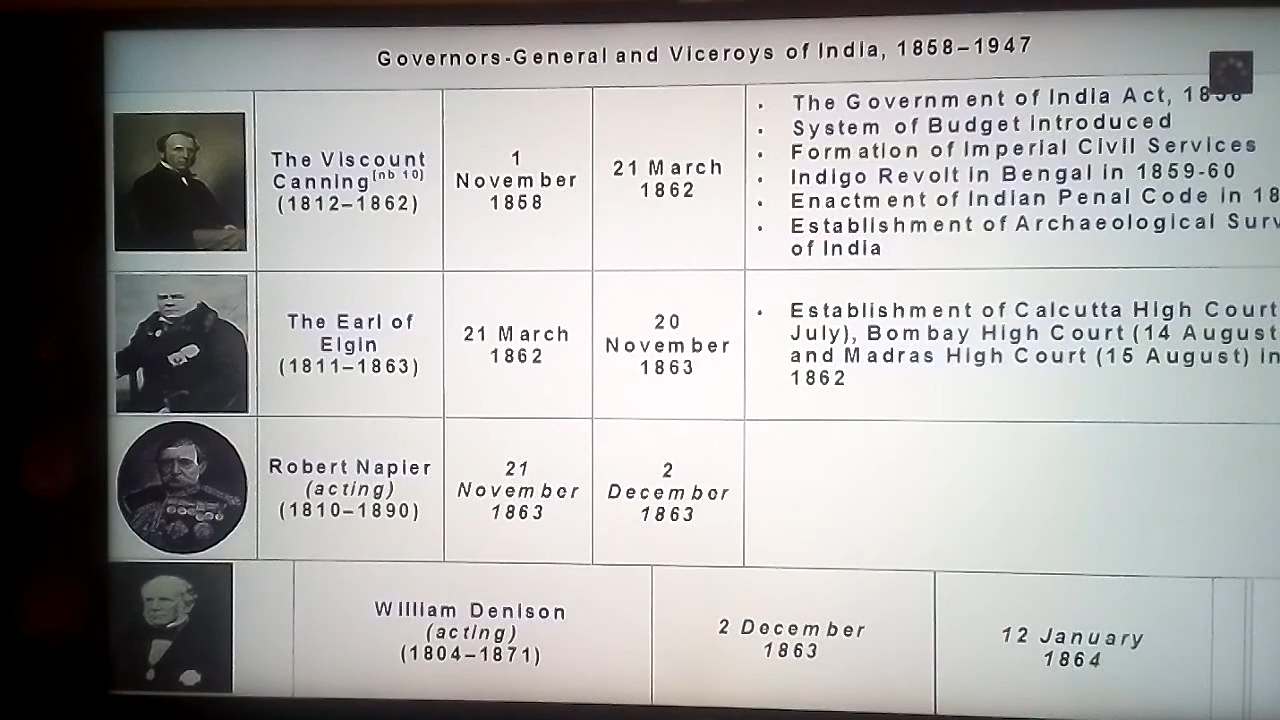 Governors-General and Viceroys of India, 1858–1947
The Viscount
Canning[nb 10]
(1812–1862)
1
November
1858
21 March
1862
• The Government of India Act, 1858
• System of Budget introduced
• Formation of Imperial Civil Services
• Indigo Revolt in Bengal in 1859-60
• Enactment of Indian Penal Code in 18
• Establishment of Archaeological Surv
of India
The Earl of
Elgin
(1811–1863)
21 March
1862
20
November
1863
• Establishment of Calcutta High Court
July), Bombay High Court (14 August
and Madras High Court (15 August) in
1862
Robert Napier
(acting)
(1810–1890)
21
November
1863
2
December
1863
William Denison
(acting)
(1804–1871)
2 December
1863
12 January
1864